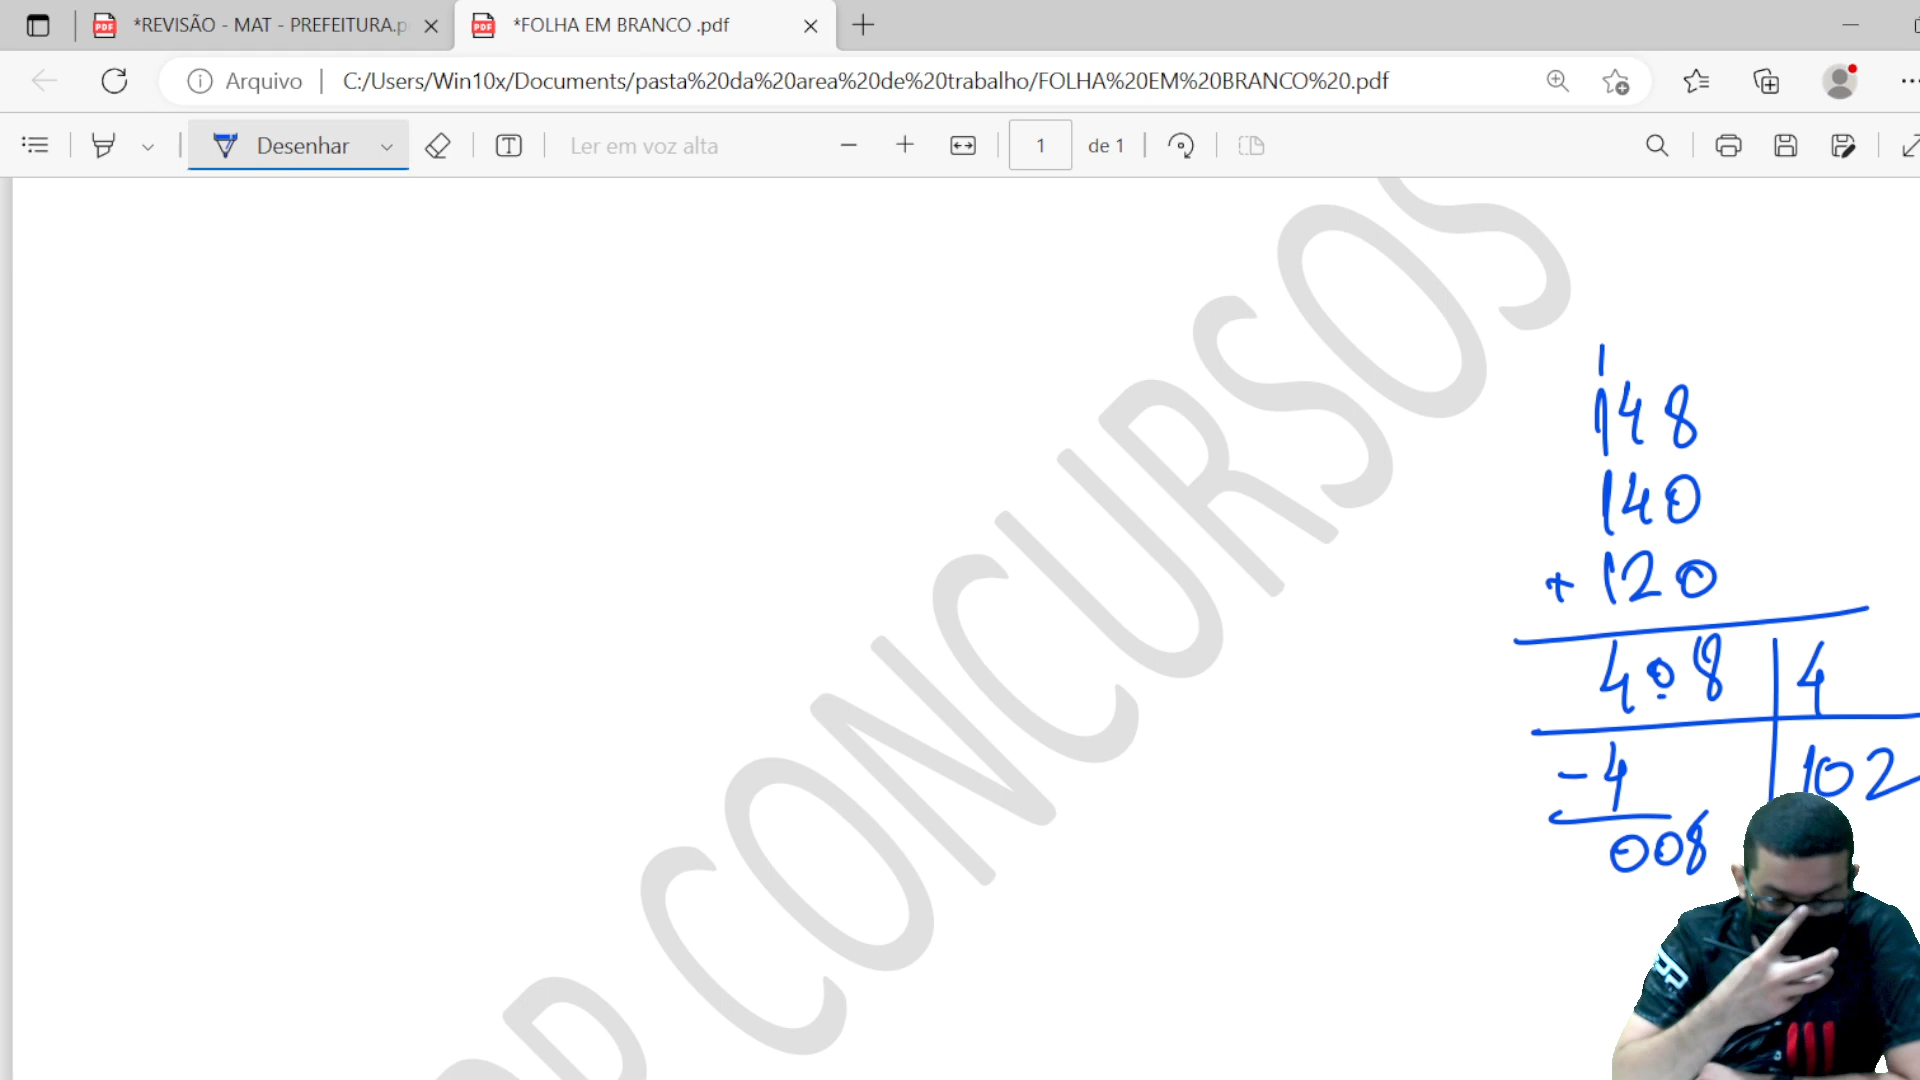 *REVISÃO - MAT - PREFEITURA.p
*FOLHA EM BRANCO .pdf
Arquivo
C:/Users/Win10x/Documents/pasta%20da%20area%20de%20trabalho/FOLHA%20EM%20BRANCO%20.pdf
Desenhar
Ler em voz alta
1
de 1
CONCURSOS
1
148
140
+ 120
408 4
- 4 102
008